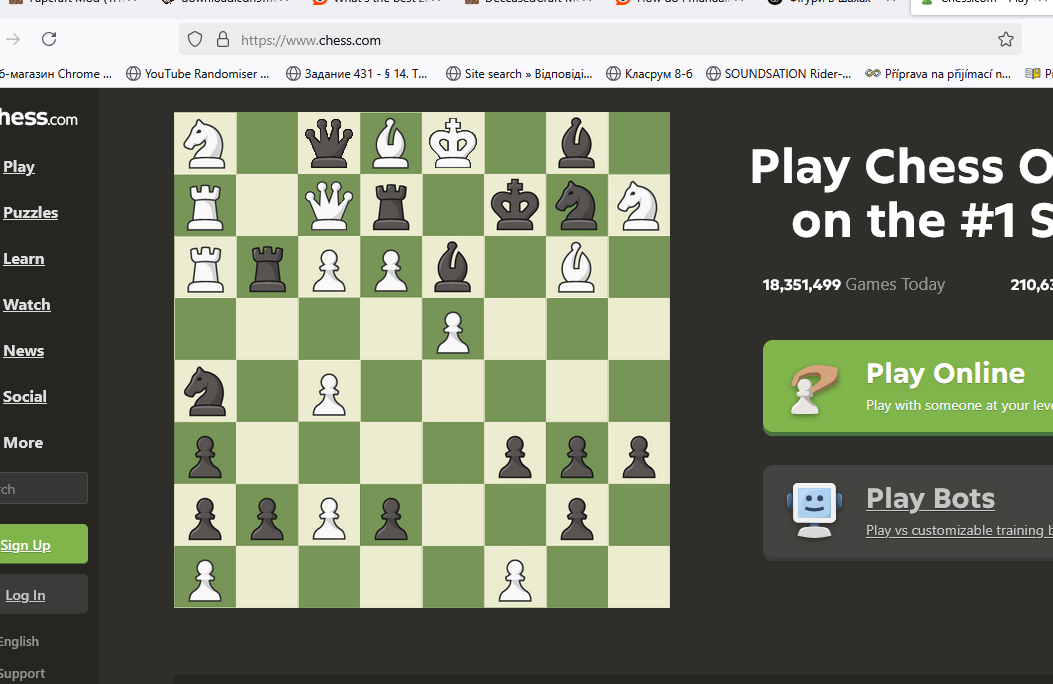 https://www.chess.com
б-магазин Chrome ... YouTube Randomiser ... Задание 431 - § 14. Т... Site search » Відповіді... Класрум 8-б SOUNDSATION Rider-... Příprava na přijímací n...
hess.com
Play
Puzzles
Learn
Watch
News
Social
More
rch
Sign Up
Log In
English
Support
Play Chess O
on the #1 S
18,351,499 Games Today 210,63
Play Online
Play with someone at your leve
Play Bots
Play vs customizable training b